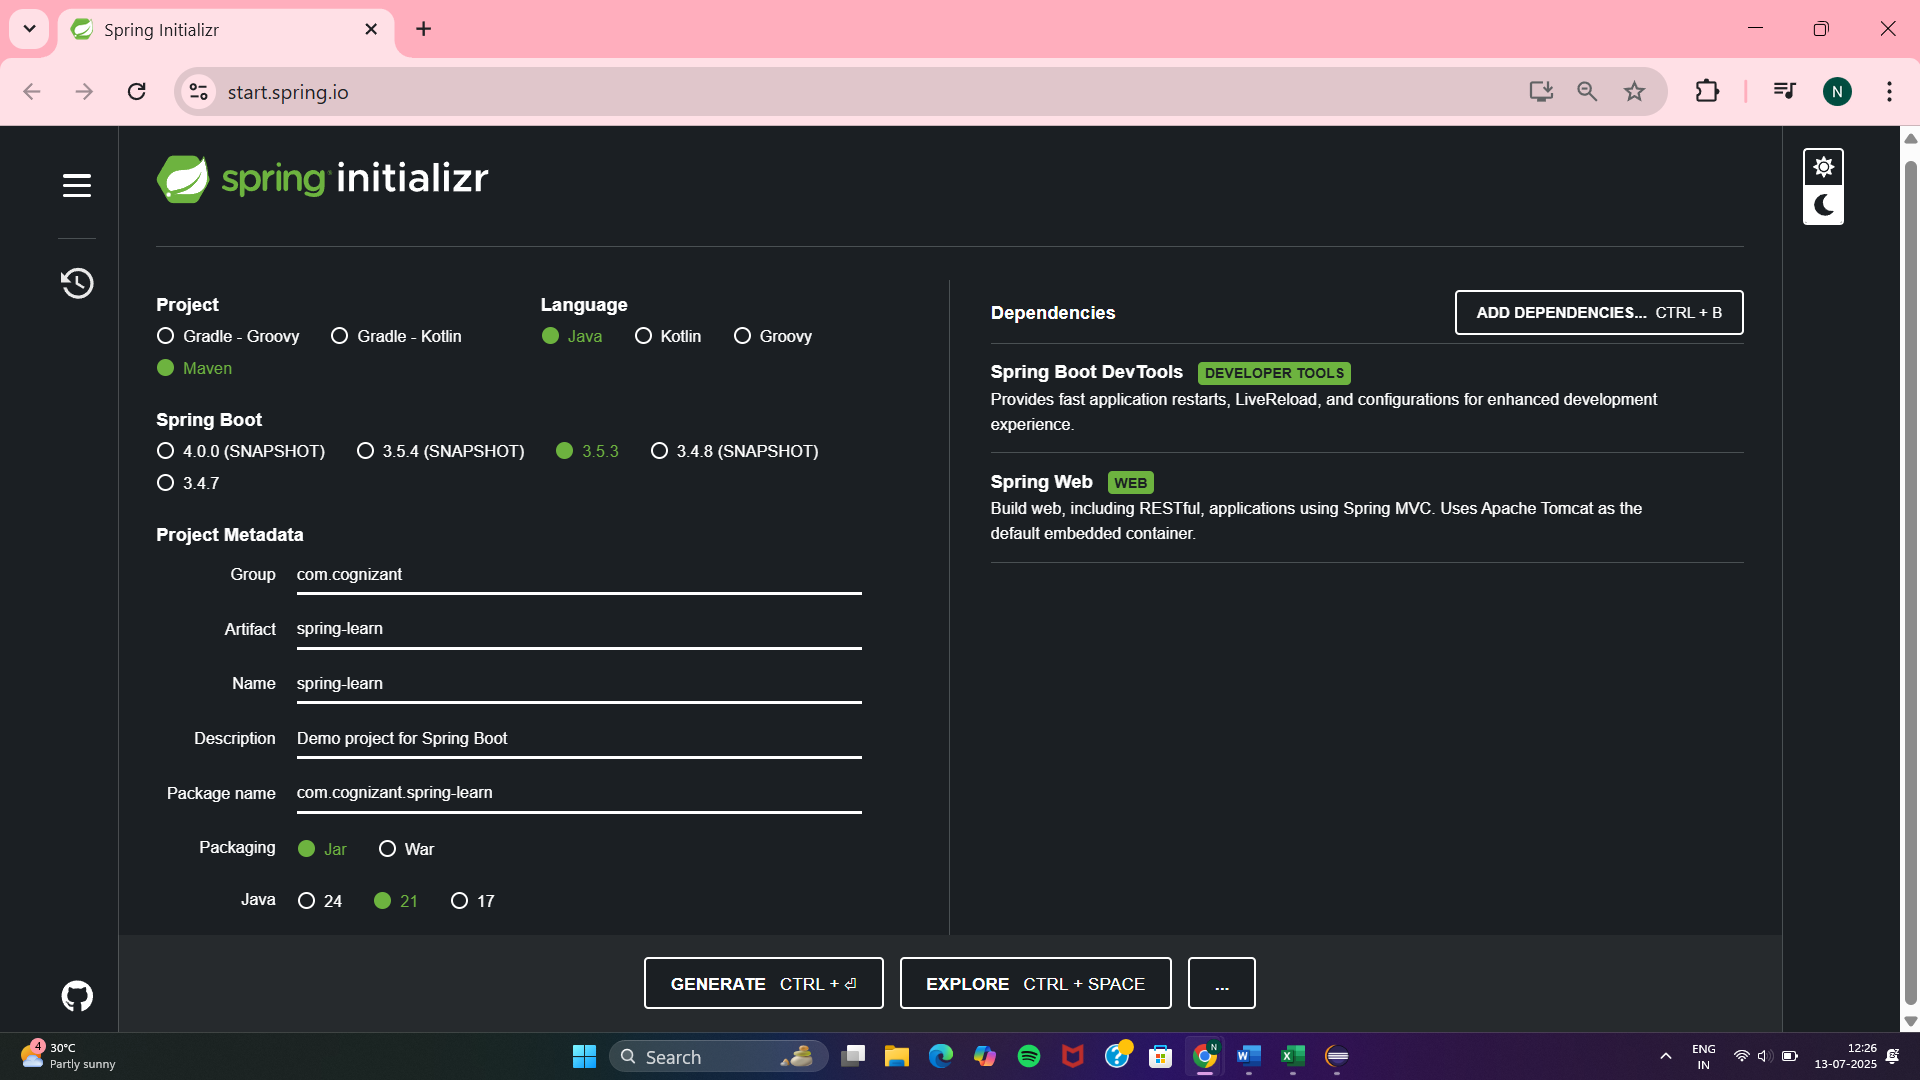 Spring Initializr
start.spring.io
N
spring initializr
Project
Gradle - Groovy Gradle - Kotlin
Maven
Language
Java Kotlin Groovy
Spring Boot
4.0.0 (SNAPSHOT) 3.5.4 (SNAPSHOT) 3.5.3 3.4.8 (SNAPSHOT)
3.4.7
Project Metadata
Group com.cognizant
Artifact spring-learn
Name spring-learn
Description Demo project for Spring Boot
Package name com.cognizant.spring-learn
Packaging Jar War
Java 24 21 17
Dependencies
ADD DEPENDENCIES... CTRL + B
Spring Boot DevTools DEVELOPER TOOLS
Provides fast application restarts, LiveReload, and configurations for enhanced development
experience.
Spring Web WEB
Build web, including RESTful, applications using Spring MVC. Uses Apache Tomcat as the
default embedded container.
GENERATE CTRL + ⏎
EXPLORE CTRL + SPACE
...
4
30°C
Partly sunny
Search
N
ENG
IN
12:26
13-07-2025